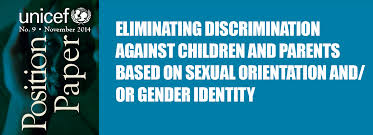 unicef
No. 9 • November 2014
Position
Paper
ELIMINATING DISCRIMINATION
AGAINST CHILDREN AND PARENTS
BASED ON SEXUAL ORIENTATION AND/
OR GENDER IDENTITY